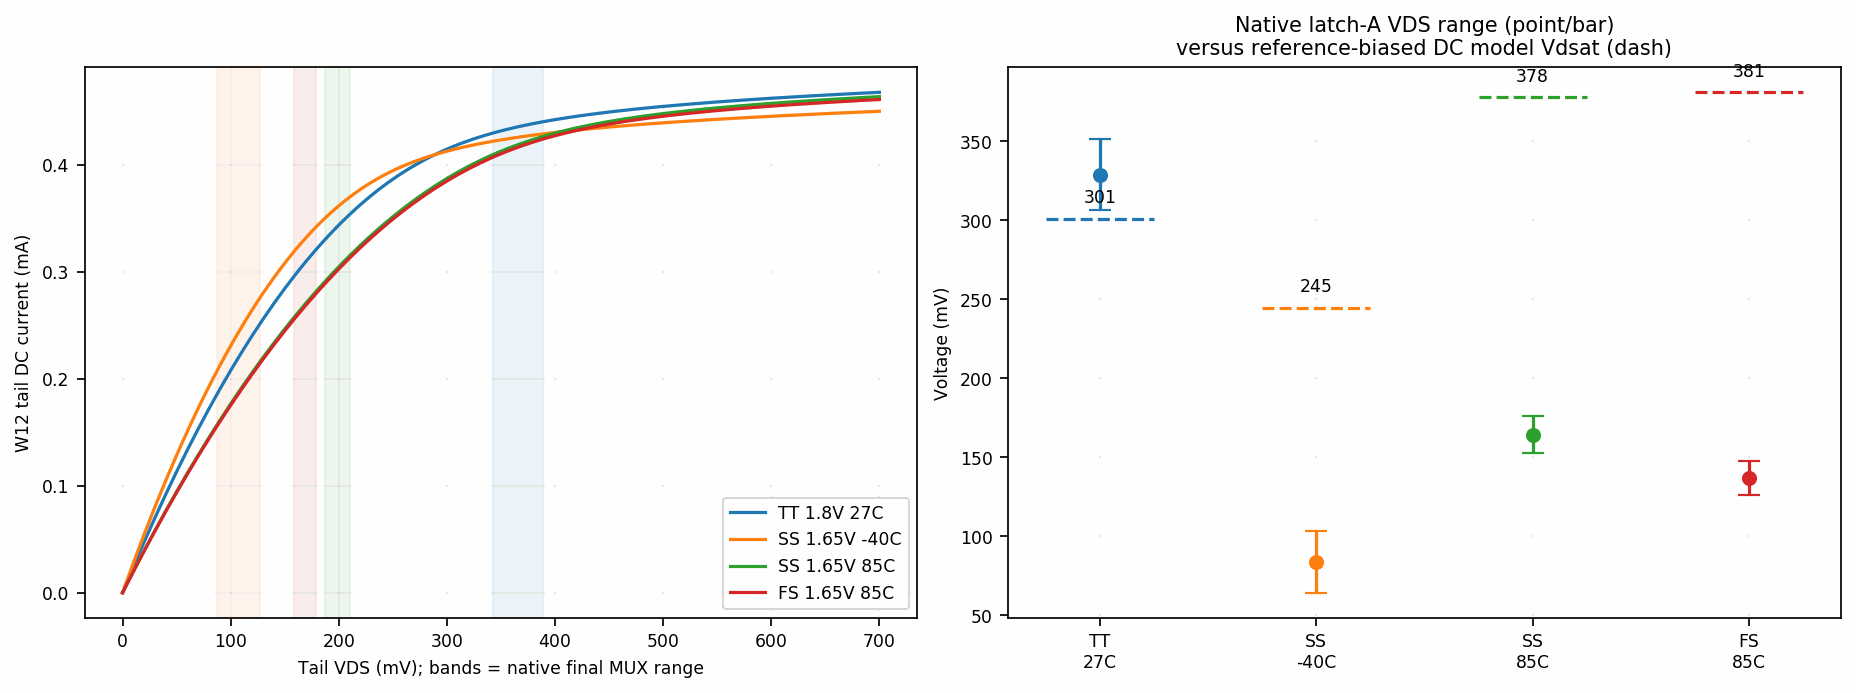 W12 tail DC current (mA)
0.4
0.3
0.2
0.1
0.0
0 100 200 300 400 500 600 700
Tail VDS (mV); bands = native final MUX range
TT 1.8V 27C
SS 1.65V -40C
SS 1.65V 85C
FS 1.65V 85C
Native latch-A VDS range (point/bar)
versus reference-biased DC model Vdsat (dash)
Voltage (mV)
350
300
250
200
150
100
50
301
245
378
381
TT SS SS FS
27C -40C 85C 85C